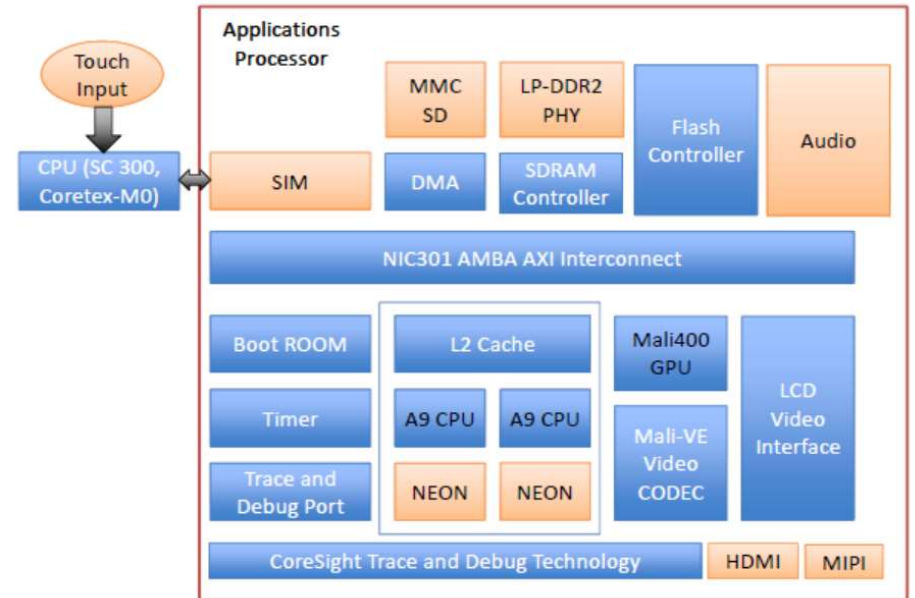 Applications
Processor
Touch
Input
MMC
SD
LP-DDR2
PHY
Flash
Controller
Audio
CPU (SC 300,
Coretex-M0)
SIM
DMA
SDRAM
Controller
NIC301 AMBA AXI Interconnect
Boot ROOM
L2 Cache
Mali400
GPU
LCD
Video
Interface
Timer
A9 CPU
A9 CPU
Mali-VE
Video
CODEC
Trace and
Debug Port
NEON
NEON
CoreSight Trace and Debug Technology
HDMI
MIPI